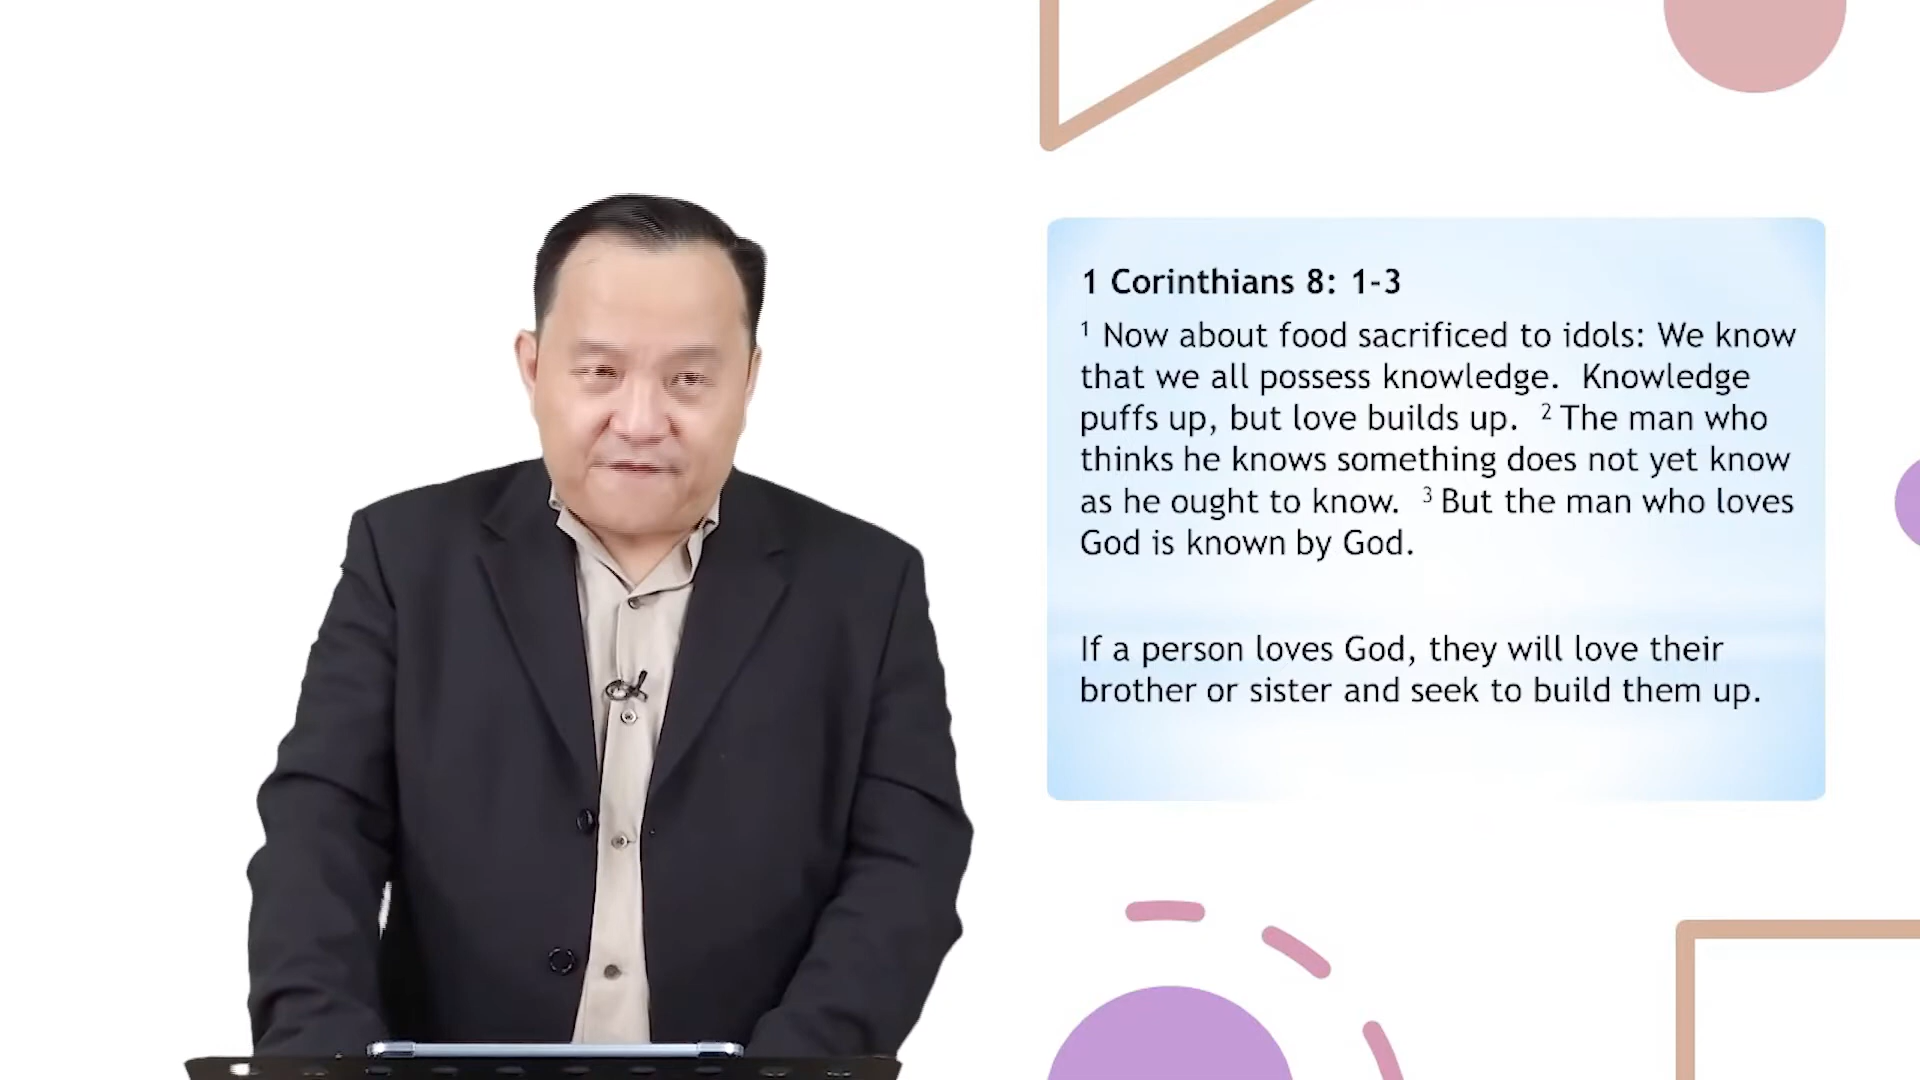 1 Corinthians 8: 1-3
1 Now about food sacrificed to idols: We know
that we all possess knowledge.  Knowledge
puffs up, but love builds up.  2 The man who
thinks he knows something does not yet know
as he ought to know.  3 But the man who loves
God is known by God.
If a person loves God, they will love their
brother or sister and seek to build them up.